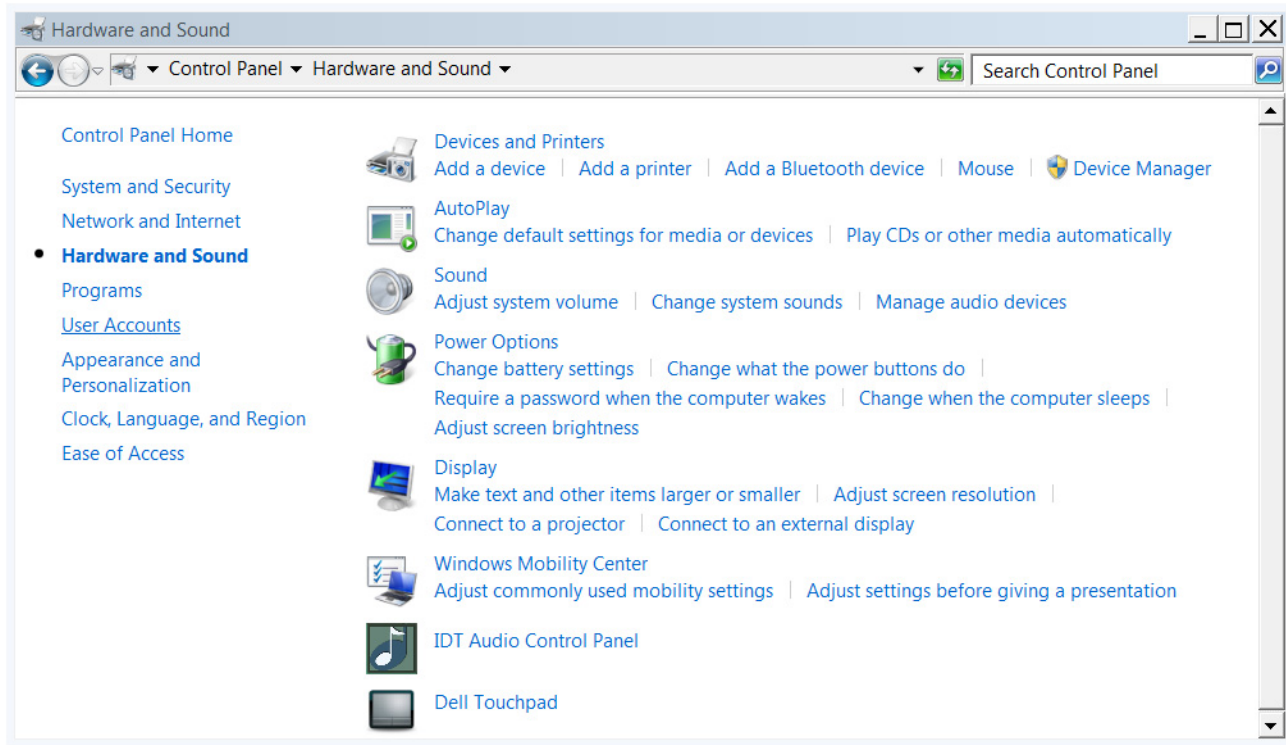 Hardware and Sound
Control Panel Hardware and Sound
Search Control Panel
Control Panel Home
System and Security
Network and Internet
Hardware and Sound
Programs
User Accounts
Appearance and
Personalization
Clock, Language, and Region
Ease of Access
Devices and Printers
Add a device Add a printer Add a Bluetooth device Mouse Device Manager
AutoPlay
Change default settings for media or devices Play CDs or other media automatically
Sound
Adjust system volume Change system sounds Manage audio devices
Power Options
Change battery settings Change what the power buttons do
Require a password when the computer wakes Change when the computer sleeps
Adjust screen brightness
Display
Make text and other items larger or smaller Adjust screen resolution
Connect to a projector Connect to an external display
Windows Mobility Center
Adjust commonly used mobility settings Adjust settings before giving a presentation
IDT Audio Control Panel
Dell Touchpad